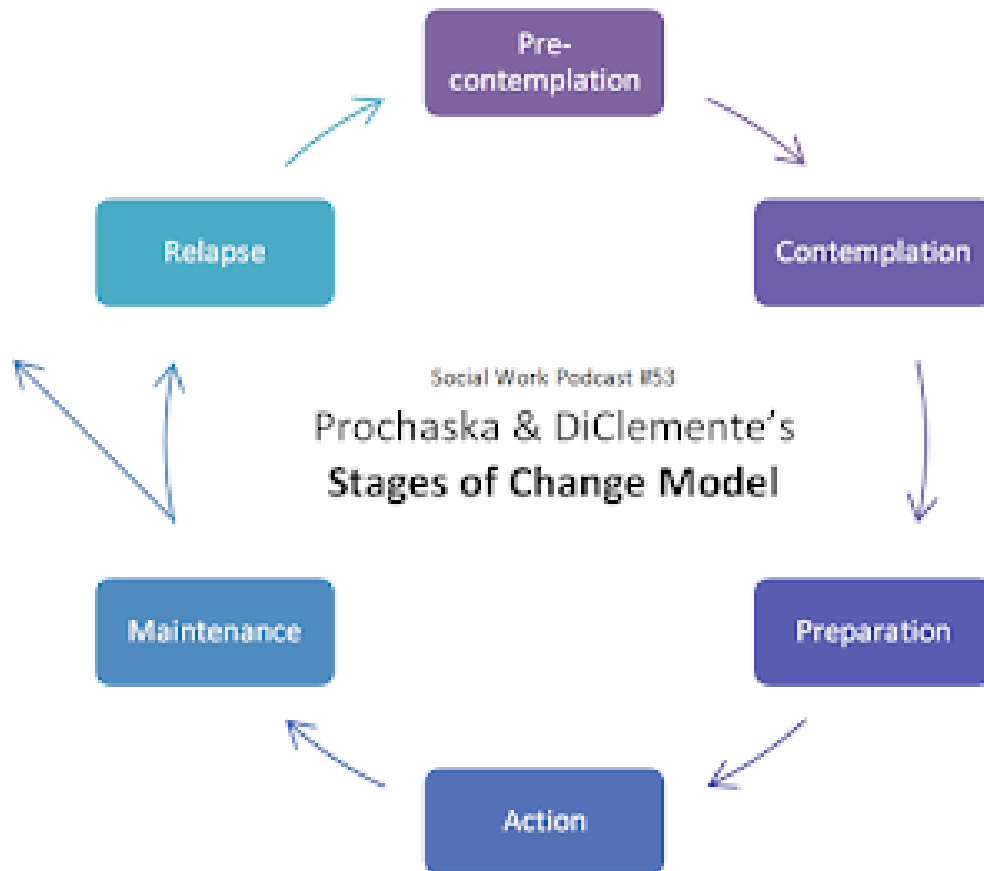 Pre-
contemplation
Contemplation
Preparation
Action
Maintenance
Relapse
Social Work Podcast #53
Prochaska & DiClemente's
Stages of Change Model